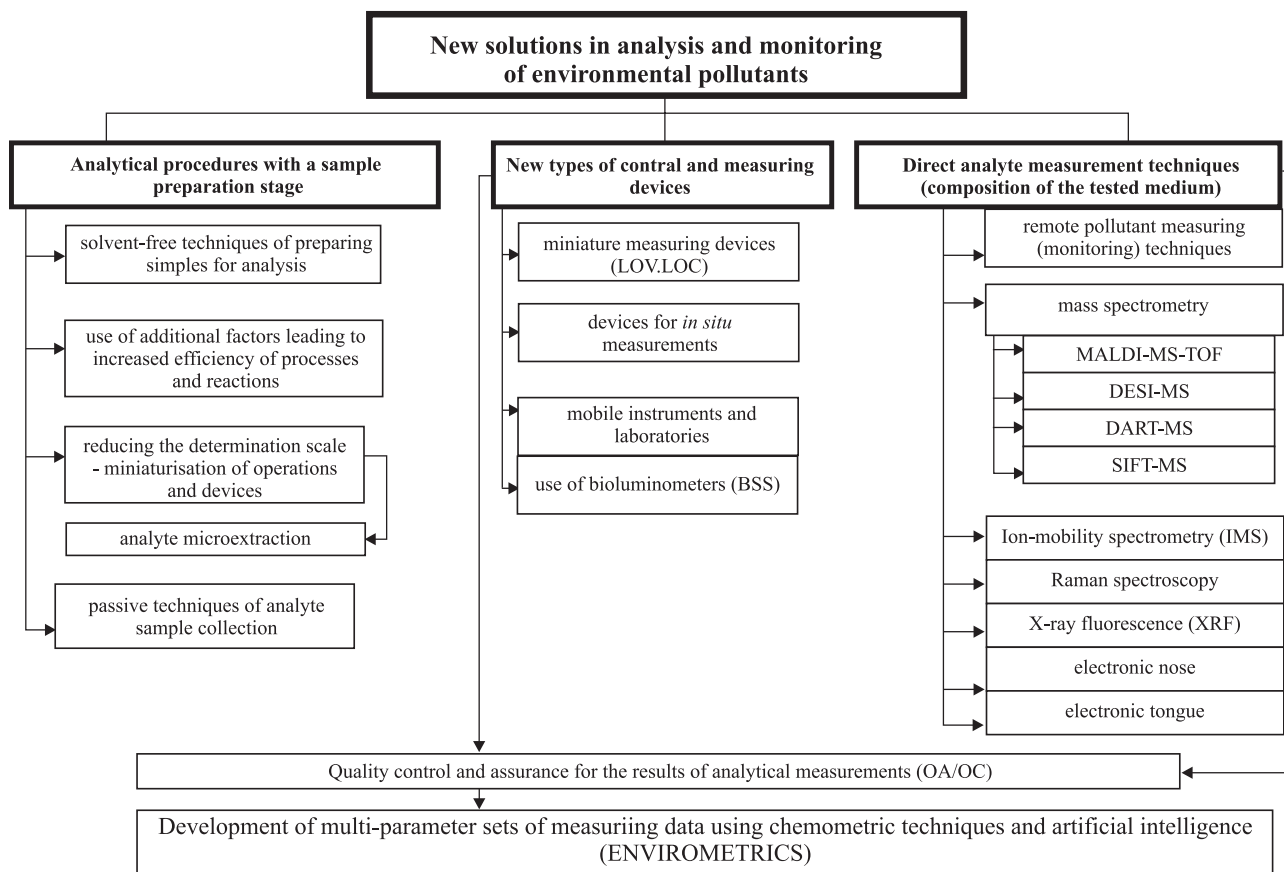 New solutions in analysis and monitoring
of environmental pollutants
Analytical procedures with a sample
preparation stage
solvent-free techniques of preparing
simples for analysis
use of additional factors leading to
increased efficiency of processes
and reactions
reducing the determination scale
- miniaturisation of operations
and devices
analyte microextraction
passive techniques of analyte
sample collection
New types of contral and measuring
devices
miniature measuring devices
(LOV.LOC)
devices for in situ
measurements
mobile instruments and
laboratories
use of bioluminometers (BSS)
Direct analyte measurement techniques
(composition of the tested medium)
remote pollutant measuring
(monitoring) techniques
mass spectrometry
MALDI-MS-TOF
DESI-MS
DART-MS
SIFT-MS
Ion-mobility spectrometry (IMS)
Raman spectroscopy
X-ray fluorescence (XRF)
electronic nose
electronic tongue
Quality control and assurance for the results of analytical measurements (OA/OC)
Development of multi-parameter sets of measuriing data using chemometric techniques and artificial intelligence
(ENVIROMETRICS)